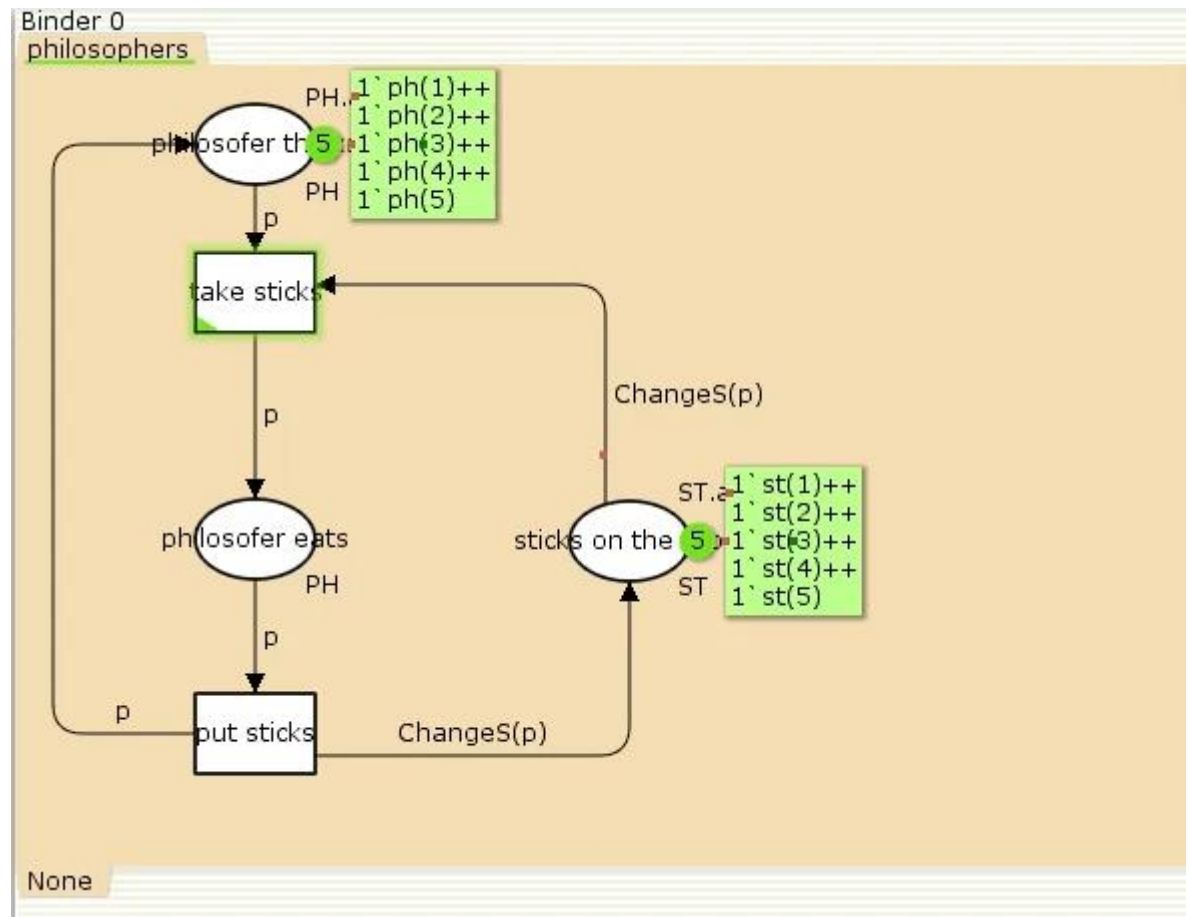 Binder 0
philosophers
PH.
1`ph(1)++
1`ph(2)++
philosofer th
5
1`ph(3)++
1`ph(4)++
PH
1`ph(5)
p
take sticks
ChangeS(p)
p
ST.a
1`st(1)++
1`st(2)++
philosofer eats
sticks on the
5
1`st(3)++
1`st(4)++
PH
ST
1`st(5)
p
p
put sticks
ChangeS(p)
None